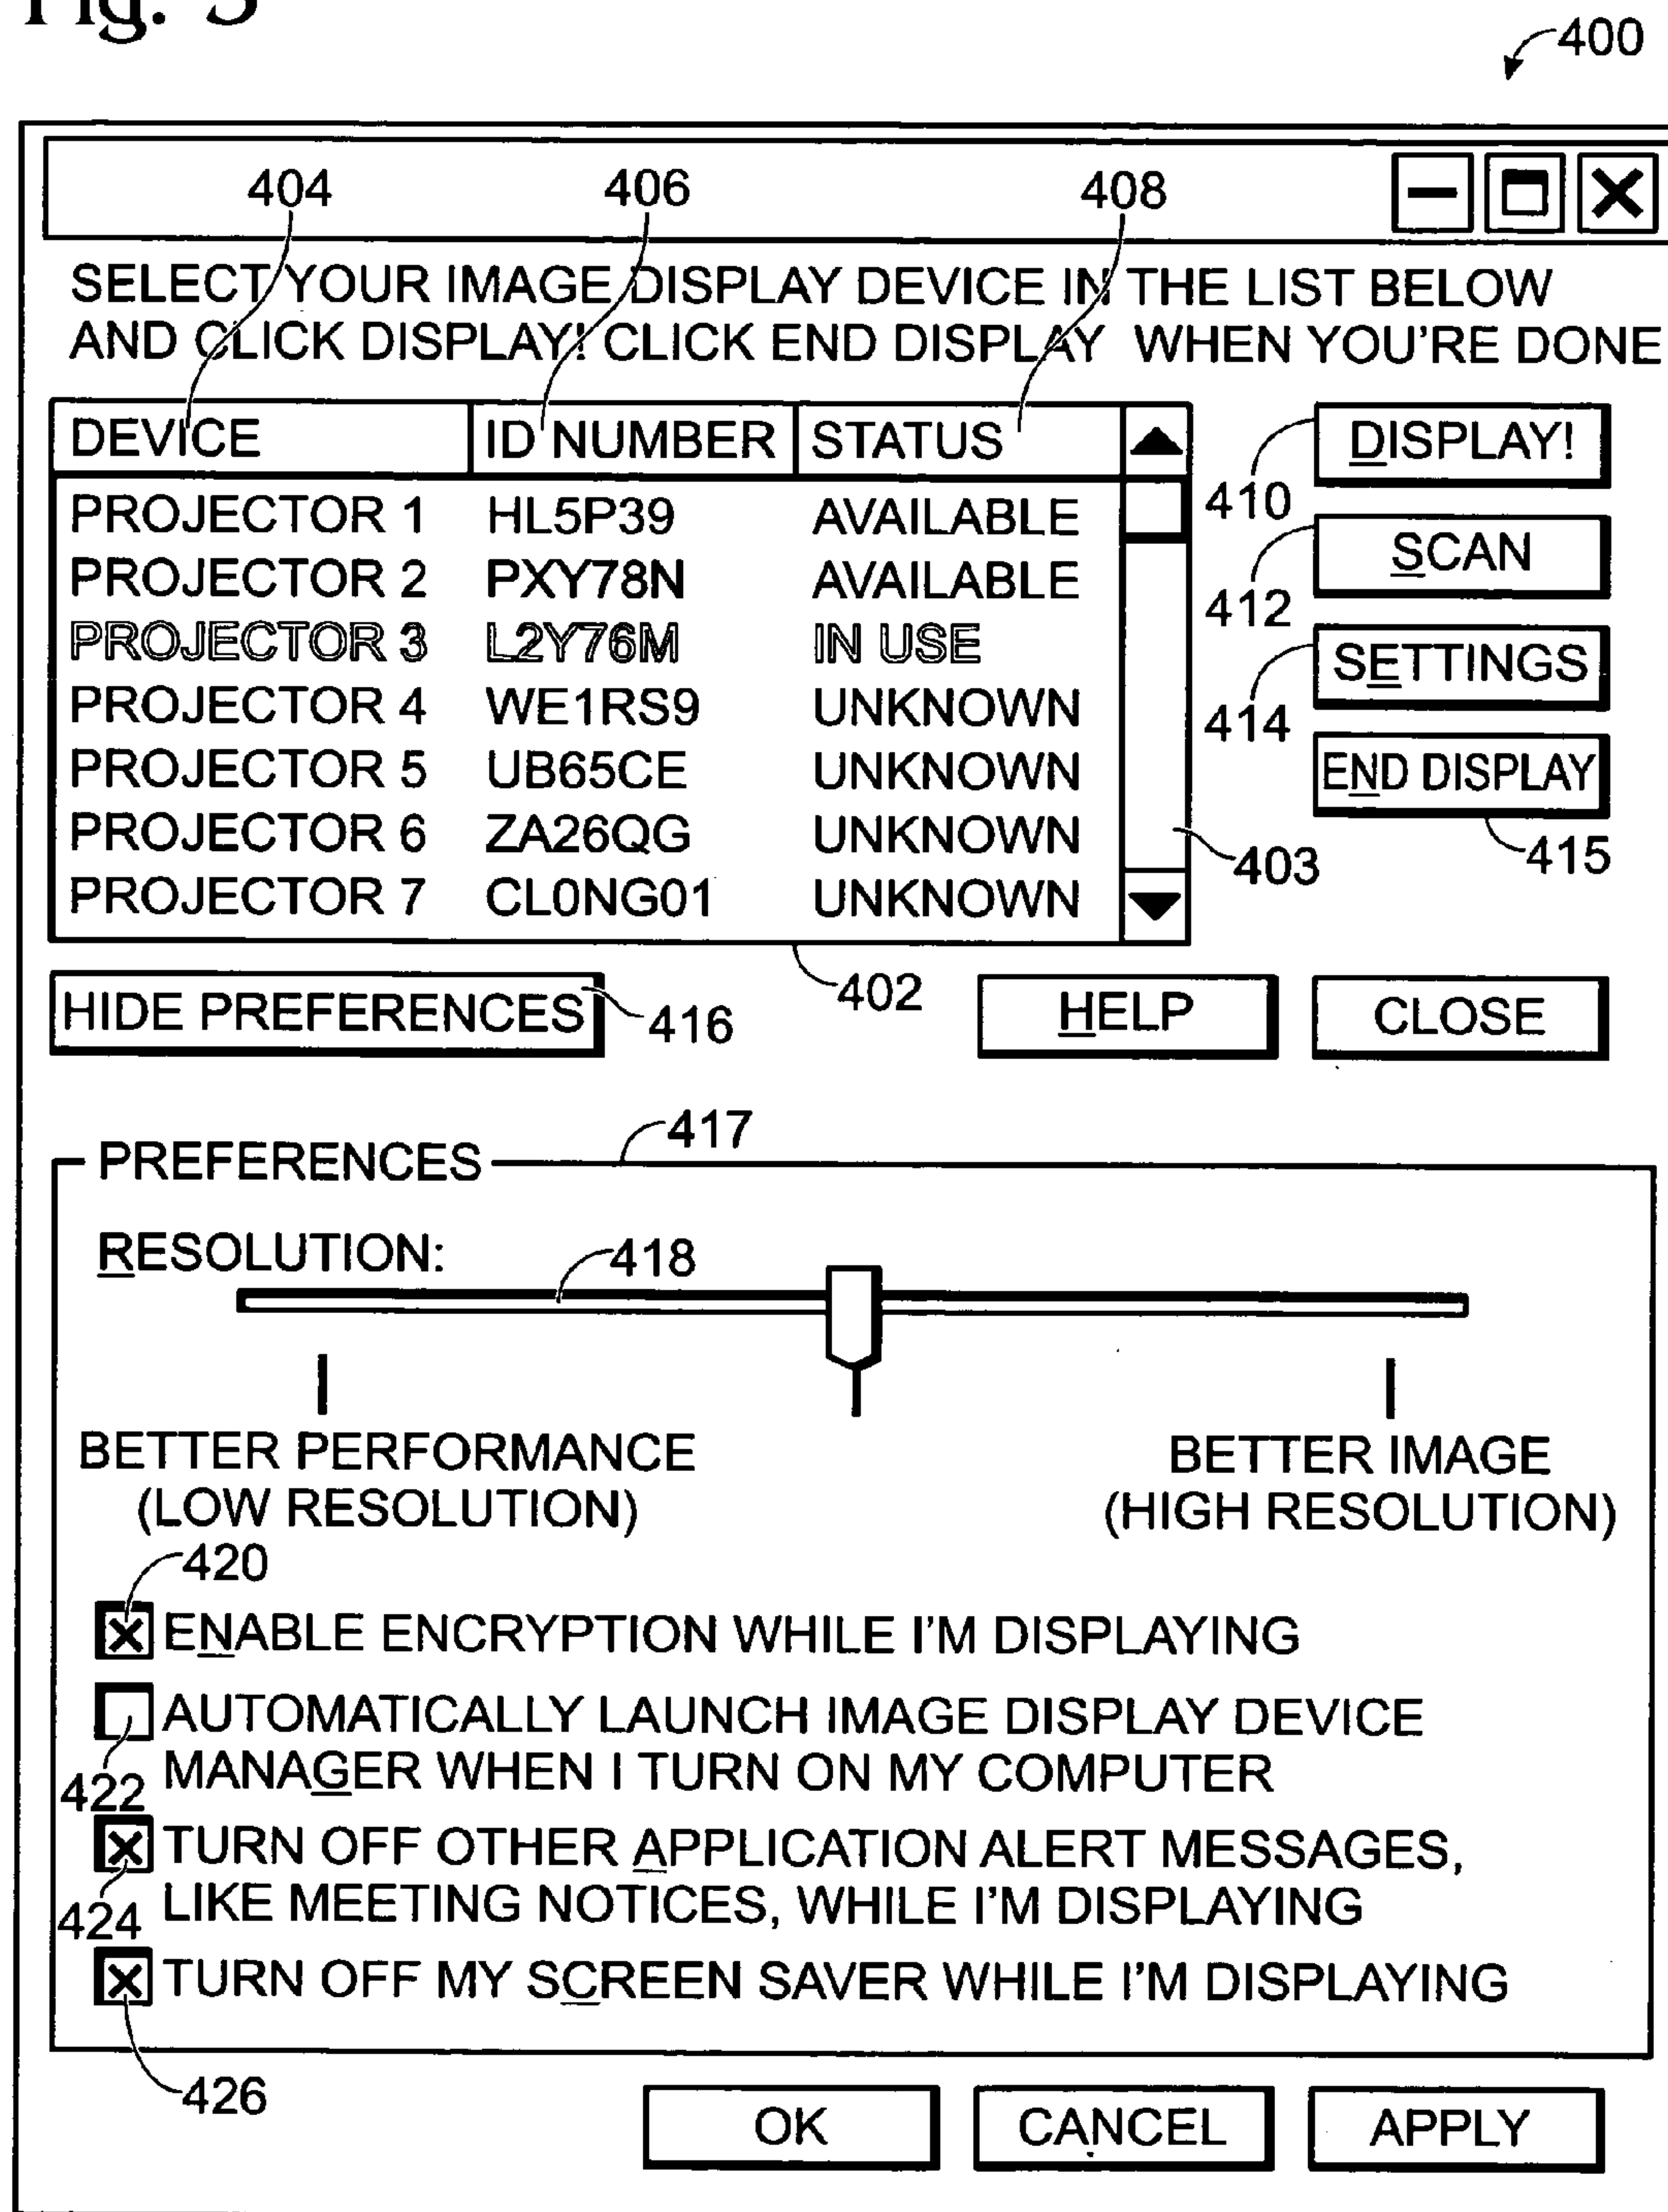 Fig. 5
400
404 406 408
SELECT YOUR IMAGE DISPLAY DEVICE IN THE LIST BELOW
AND CLICK DISPLAY! CLICK END DISPLAY WHEN YOU'RE DONE
DEVICE ID NUMBER STATUS
PROJECTOR 1 HL5P39 AVAILABLE
PROJECTOR 2 PXY78N AVAILABLE
PROJECTOR 3 L2Y76M IN USE
PROJECTOR 4 WE1RS9 UNKNOWN
PROJECTOR 5 UB65CE UNKNOWN
PROJECTOR 6 ZA26QG UNKNOWN
PROJECTOR 7 CL0NG01 UNKNOWN
DISPLAY!
410
SCAN
412
SETTINGS
414
END DISPLAY
415
403
402
HIDE PREFERENCES
416
HELP
CLOSE
417
PREFERENCES
RESOLUTION:
418
BETTER PERFORMANCE
(LOW RESOLUTION)
BETTER IMAGE
(HIGH RESOLUTION)
420
ENABLE ENCRYPTION WHILE I'M DISPLAYING
AUTOMATICALLY LAUNCH IMAGE DISPLAY DEVICE
MANAGER WHEN I TURN ON MY COMPUTER
422
TURN OFF OTHER APPLICATION ALERT MESSAGES,
LIKE MEETING NOTICES, WHILE I'M DISPLAYING
424
TURN OFF MY SCREEN SAVER WHILE I'M DISPLAYING
426
OK
CANCEL
APPLY